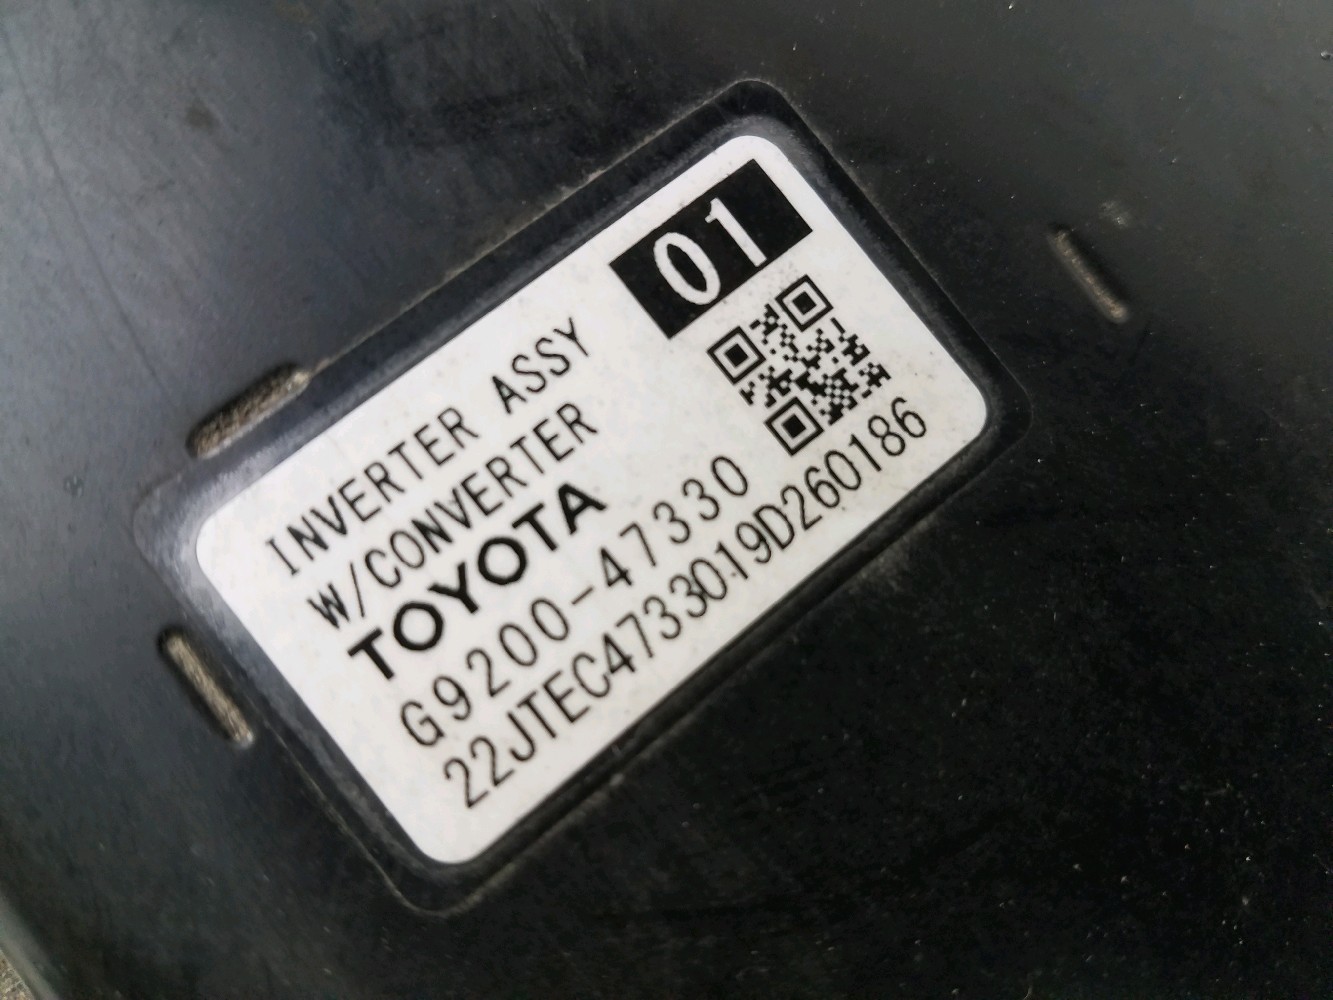 01
INVERTER ASSY
W/CONVERTER
TOYOTA
G9200-47330
22JTEC4733019D260186